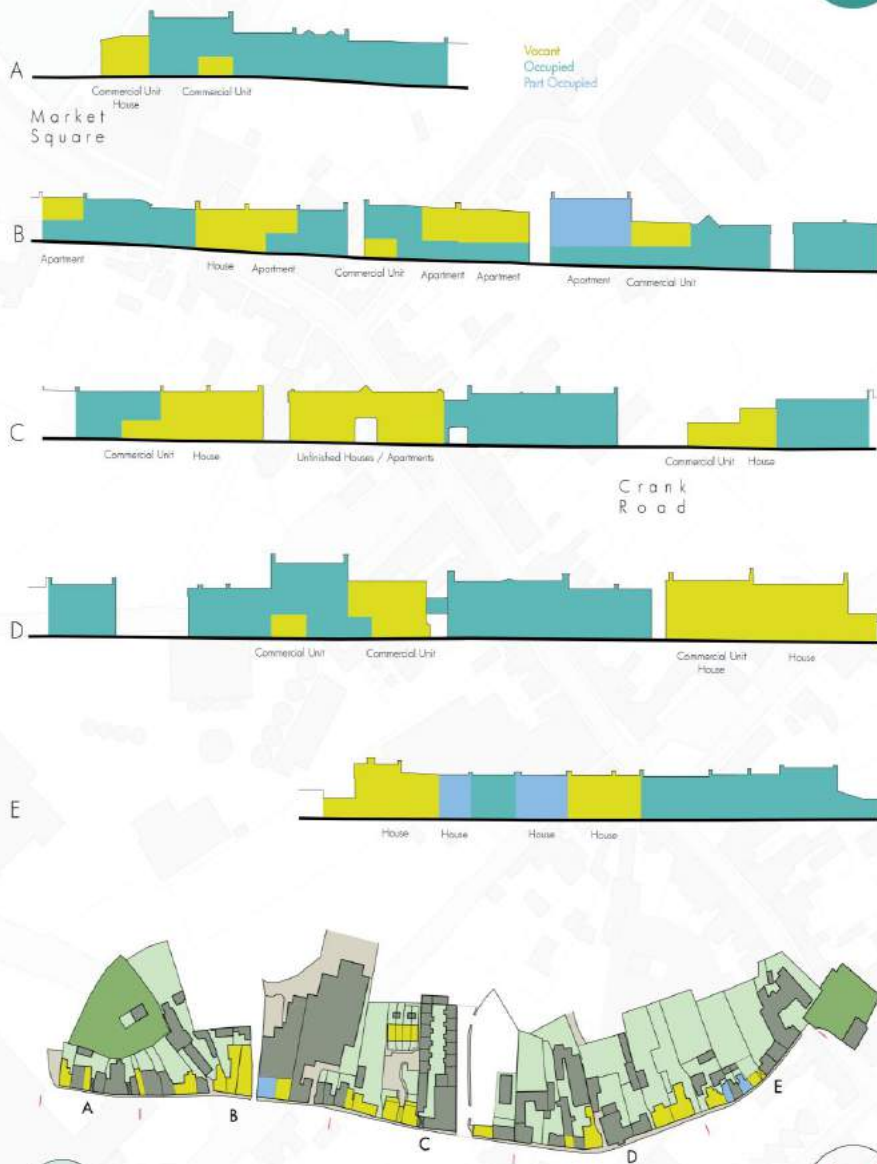 Vacant
Occupied
Part Occupied
A
Commercial Unit
House
Commercial Unit
Market
Square
B
Apartment
House
Apartment
Commercial Unit
Apartment
Apartment
Apartment
Commercial Unit
C
Commercial Unit
House
Unfinished Houses / Apartments
Commercial Unit
House
Crank
Road
D
Commercial Unit
Commercial Unit
Commercial Unit
House
House
E
House
House
House
House
A
B
C
D
E